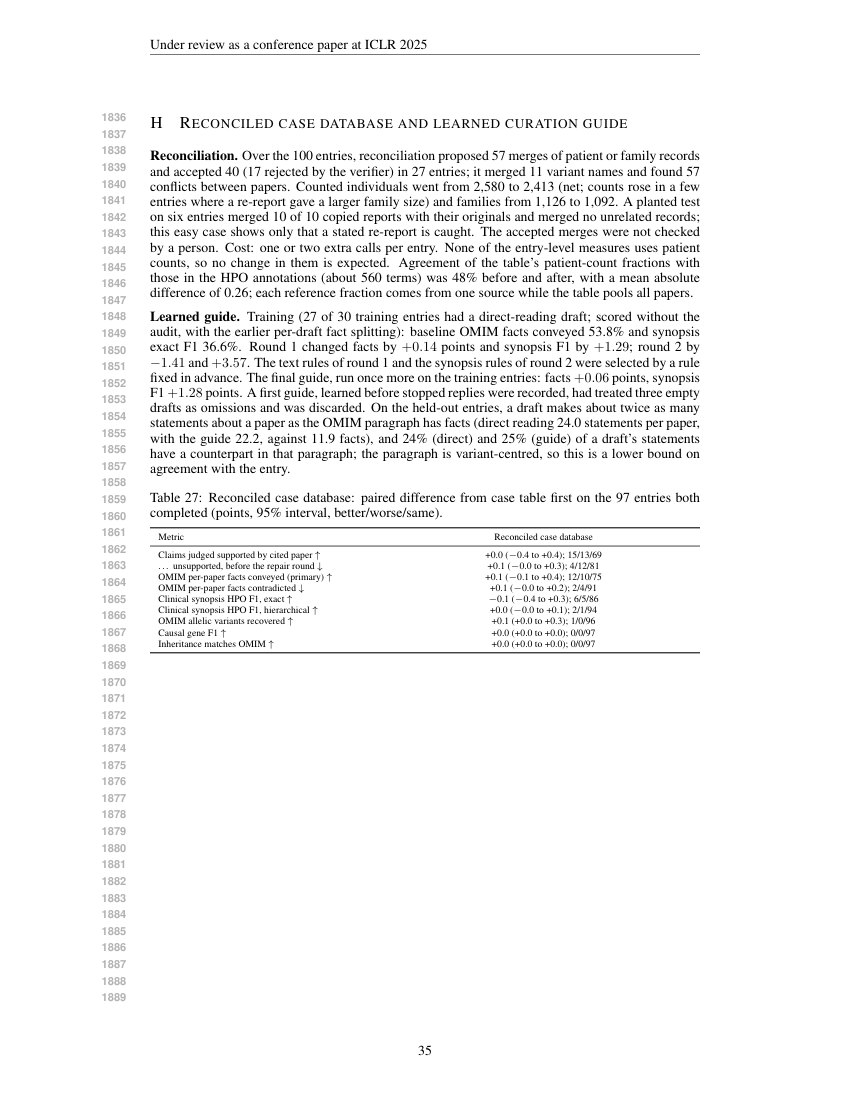 Under review as a conference paper at ICLR 2025
1836
1837
1838
1839
1840
1841
1842
1843
1844
1845
1846
1847
1848
1849
1850
1851
1852
1853
1854
1855
1856
1857
1858
1859
1860
1861
1862
1863
1864
1865
1866
1867
1868
1869
1870
1871
1872
1873
1874
1875
1876
1877
1878
1879
1880
1881
1882
1883
1884
1885
1886
1887
1888
1889
H RECONCILED CASE DATABASE AND LEARNED CURATION GUIDE
Reconciliation. Over the 100 entries, reconciliation proposed 57 merges of patient or family records
and accepted 40 (17 rejected by the verifier) in 27 entries; it merged 11 variant names and found 57
conflicts between papers. Counted individuals went from 2,580 to 2,413 (net; counts rose in a few
entries where a re-report gave a larger family size) and families from 1,126 to 1,092. A planted test
on six entries merged 10 of 10 copied reports with their originals and merged no unrelated records;
this easy case shows only that a stated re-report is caught. The accepted merges were not checked
by a person. Cost: one or two extra calls per entry. None of the entry-level measures uses patient
counts, so no change in them is expected. Agreement of the table's patient-count fractions with
those in the HPO annotations (about 560 terms) was 48% before and after, with a mean absolute
difference of 0.26; each reference fraction comes from one source while the table pools all papers.
Learned guide. Training (27 of 30 training entries had a direct-reading draft; scored without the
audit, with the earlier per-draft fact splitting): baseline OMIM facts conveyed 53.8% and synopsis
exact F1 36.6%. Round 1 changed facts by +0.14 points and synopsis F1 by +1.29; round 2 by
−1.41 and +3.57. The text rules of round 1 and the synopsis rules of round 2 were selected by a rule
fixed in advance. The final guide, run once more on the training entries: facts +0.06 points, synopsis
F1 +1.28 points. A first guide, learned before stopped replies were recorded, had treated three empty
drafts as omissions and was discarded. On the held-out entries, a draft makes about twice as many
statements about a paper as the OMIM paragraph has facts (direct reading 24.0 statements per paper,
with the guide 22.2, against 11.9 facts), and 24% (direct) and 25% (guide) of a draft's statements
have a counterpart in that paragraph; the paragraph is variant-centred, so this is a lower bound on
agreement with the entry.
Table 27: Reconciled case database: paired difference from case table first on the 97 entries both
completed (points, 95% interval, better/worse/same).
Metric Reconciled case database
Claims judged supported by cited paper ↑ +0.0 (−0.4 to +0.4); 15/13/69
… unsupported, before the repair round ↓ +0.1 (−0.0 to +0.3); 4/12/81
OMIM per-paper facts conveyed (primary) ↑ +0.1 (−0.1 to +0.4); 12/10/75
OMIM per-paper facts contradicted ↓ +0.1 (−0.0 to +0.2); 2/4/91
Clinical synopsis HPO F1, exact ↑ −0.1 (−0.4 to +0.3); 6/5/86
Clinical synopsis HPO F1, hierarchical ↑ +0.0 (−0.0 to +0.1); 2/1/94
OMIM allelic variants recovered ↑ +0.1 (+0.0 to +0.3); 1/0/96
Causal gene F1 ↑ +0.0 (+0.0 to +0.0); 0/0/97
Inheritance matches OMIM ↑ +0.0 (+0.0 to +0.0); 0/0/97
35